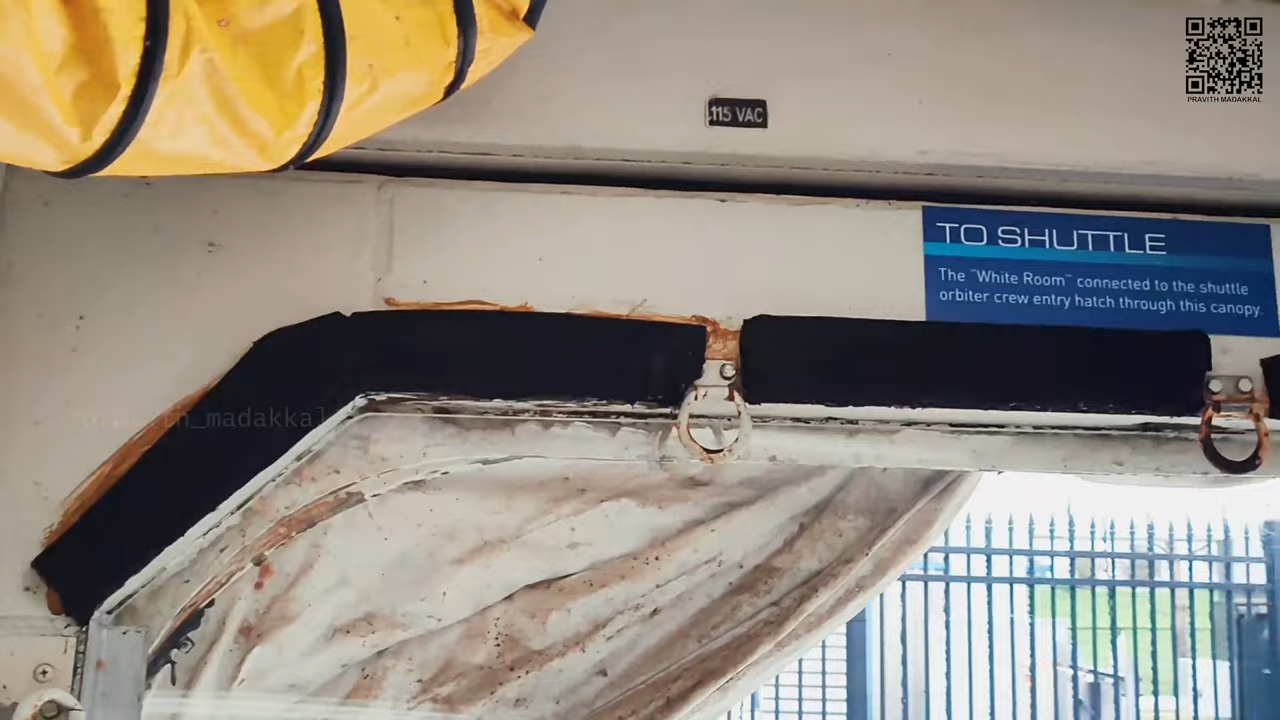 PRAVITH MADAKKAL
115 VAC
TO SHUTTLE
The "White Room" connected to the shuttle
orbiter crew entry hatch through this canopy.